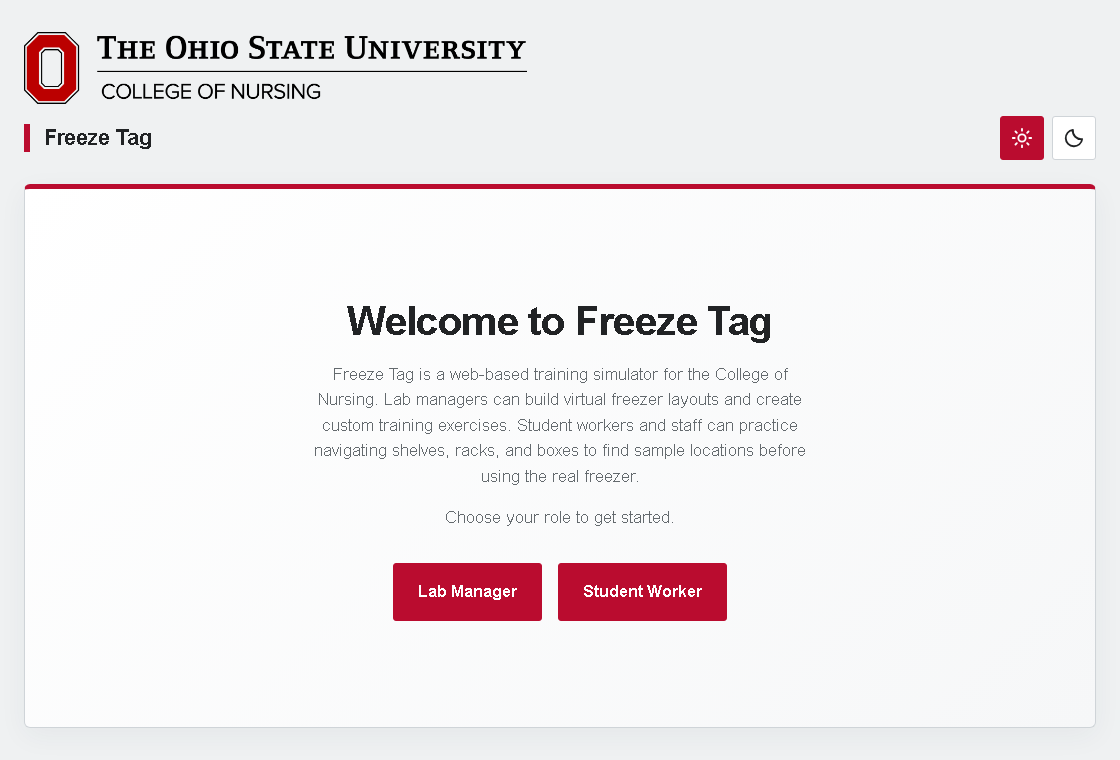 THE OHIO STATE UNIVERSITY
COLLEGE OF NURSING
Freeze Tag
Welcome to Freeze Tag
Freeze Tag is a web-based training simulator for the College of
Nursing. Lab managers can build virtual freezer layouts and create
custom training exercises. Student workers and staff can practice
navigating shelves, racks, and boxes to find sample locations before
using the real freezer.
Choose your role to get started.
Lab Manager
Student Worker